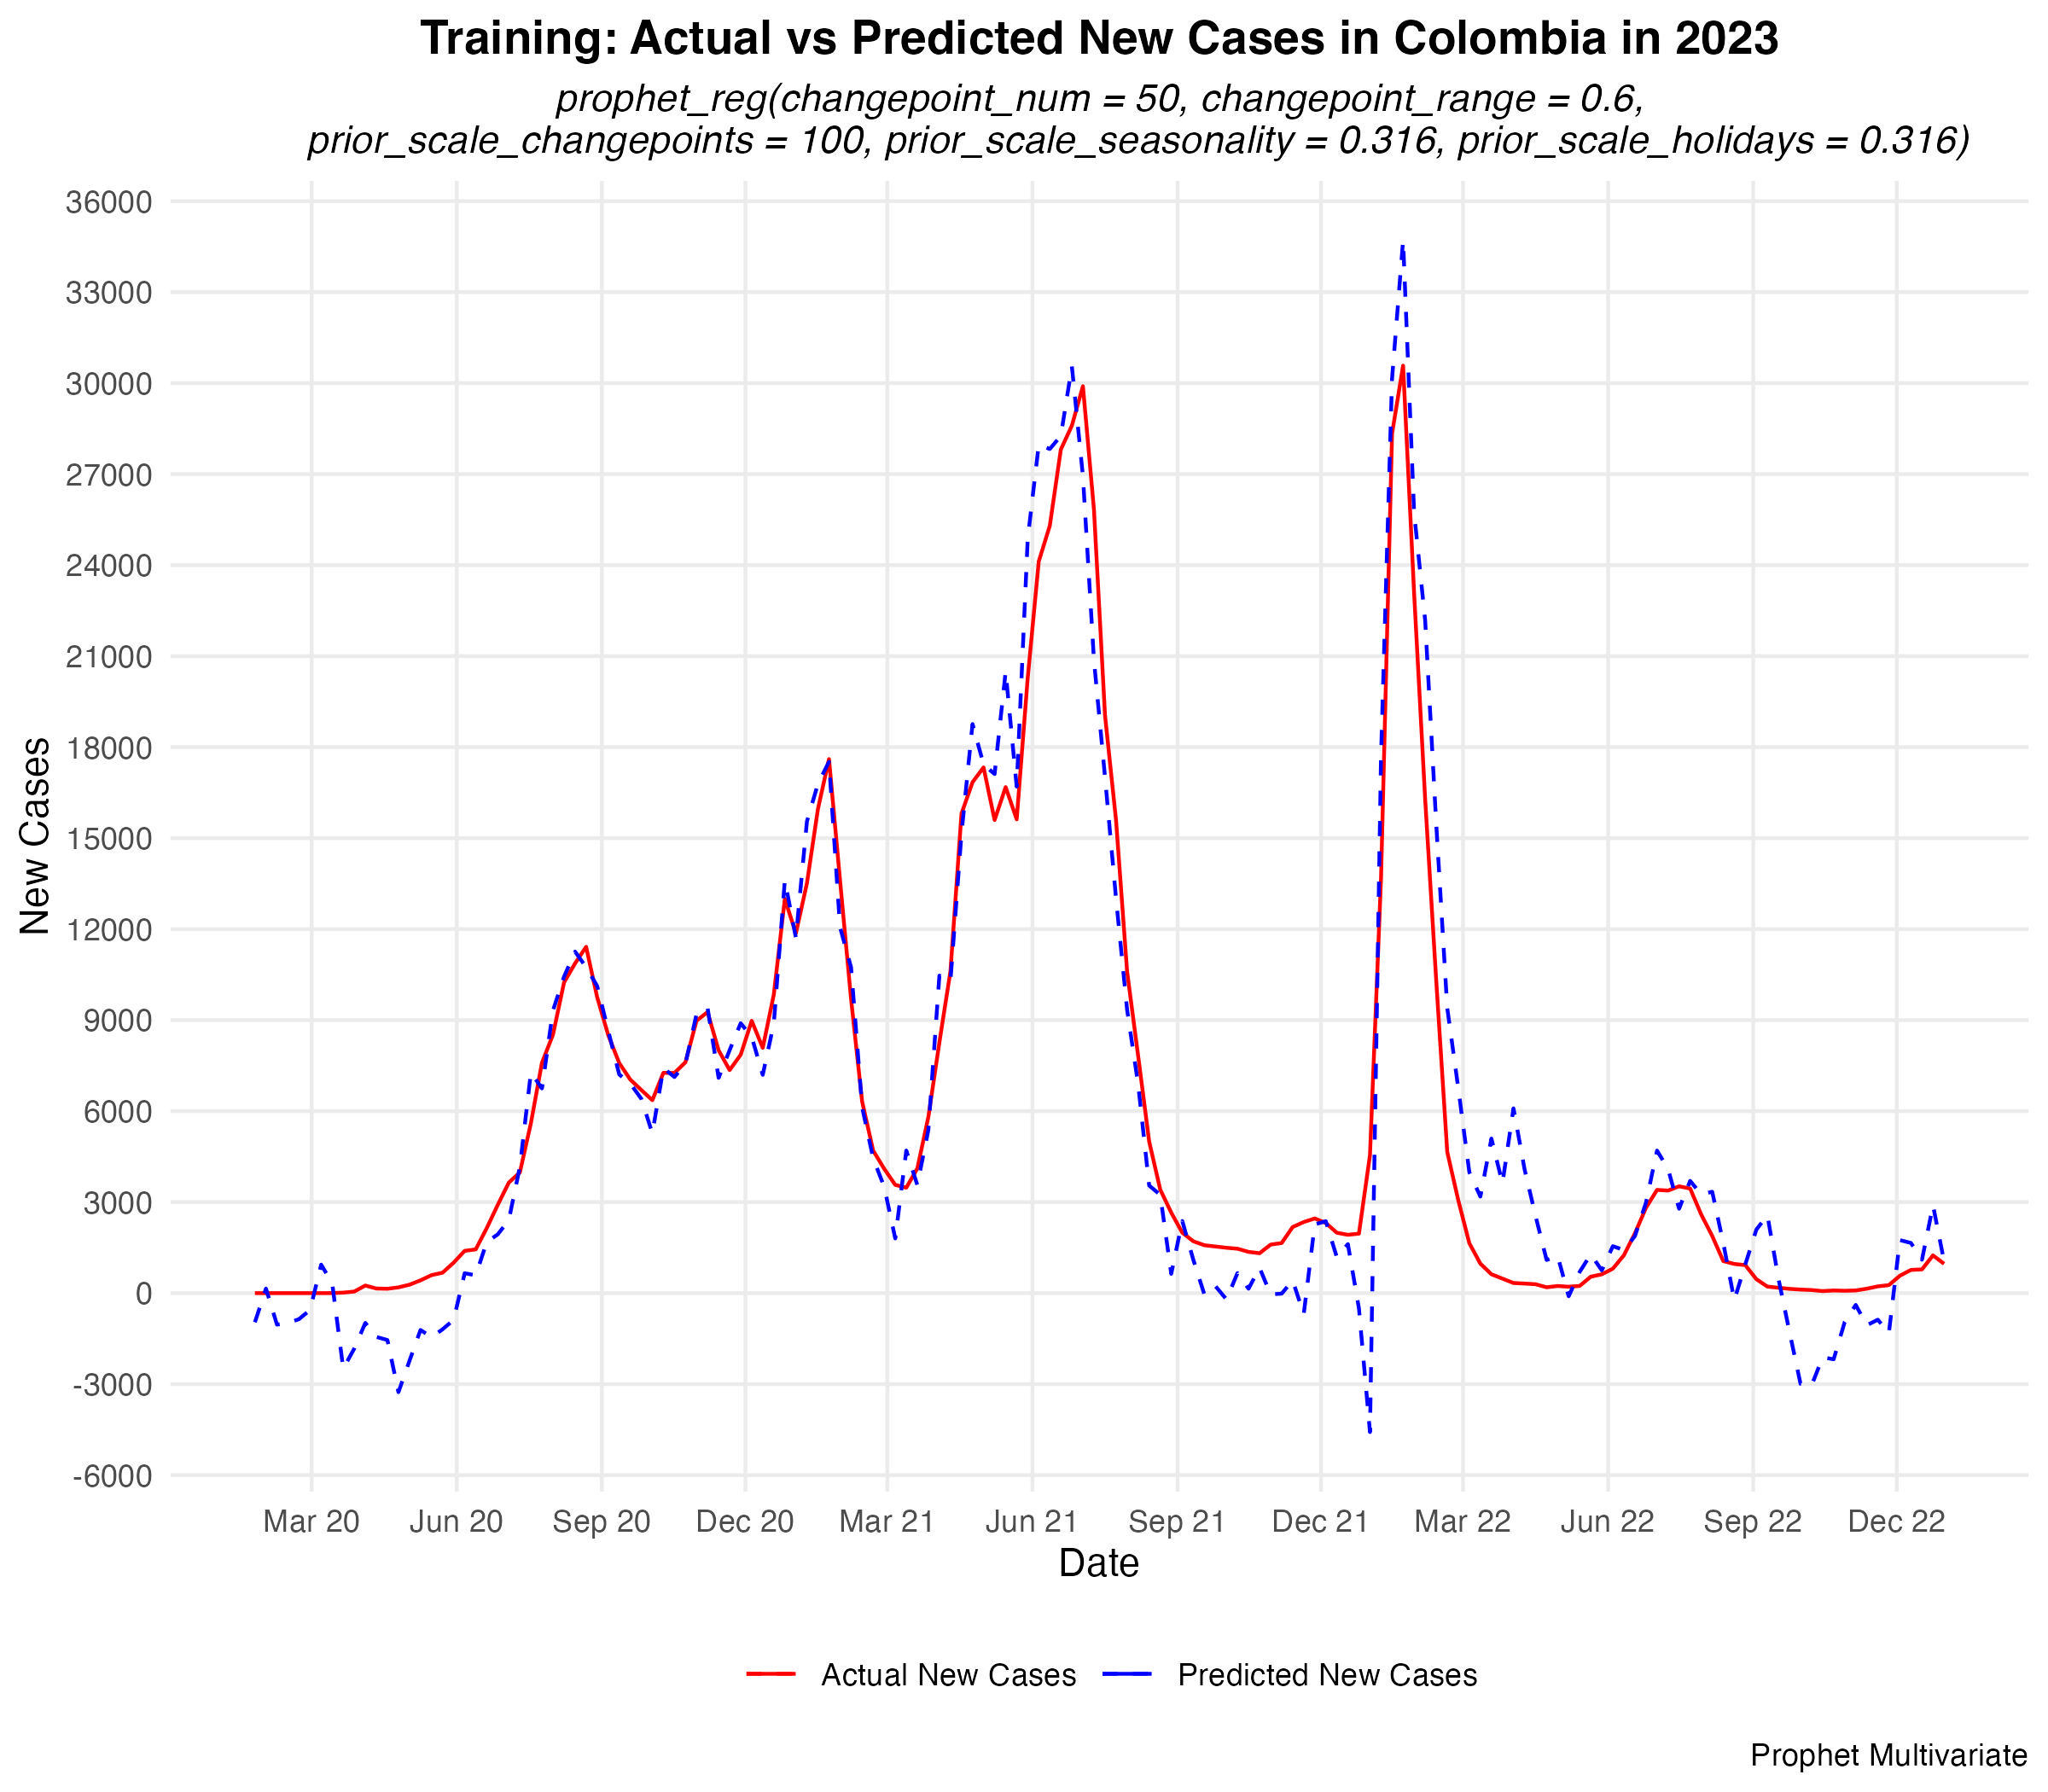 Training: Actual vs Predicted New Cases in Colombia in 2023
prophet_reg(changepoint_num = 50, changepoint_range = 0.6,
prior_scale_changepoints = 100, prior_scale_seasonality = 0.316, prior_scale_holidays = 0.316)
36000
33000
30000
27000
24000
21000
18000
15000
12000
9000
6000
3000
0
-3000
-6000
New Cases
Mar 20 Jun 20 Sep 20 Dec 20 Mar 21 Jun 21 Sep 21 Dec 21 Mar 22 Jun 22 Sep 22 Dec 22
Date
Actual New Cases Predicted New Cases
Prophet Multivariate